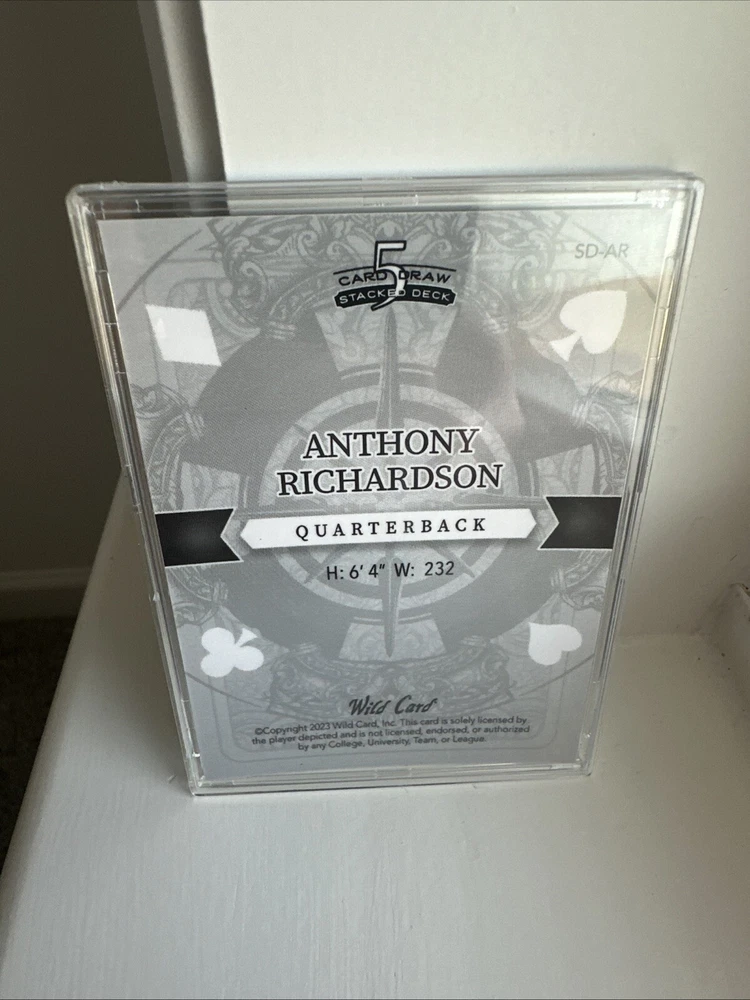 SD-AR
5
CARD DRAW
STACKED DECK
ANTHONY
RICHARDSON
QUARTERBACK
H: 6' 4" W: 232
Wild Card
©Copyright 2023 Wild Card, Inc. This card is solely licensed by
the player depicted and is not licensed, endorsed, or authorized
by any College, University, Team, or League.